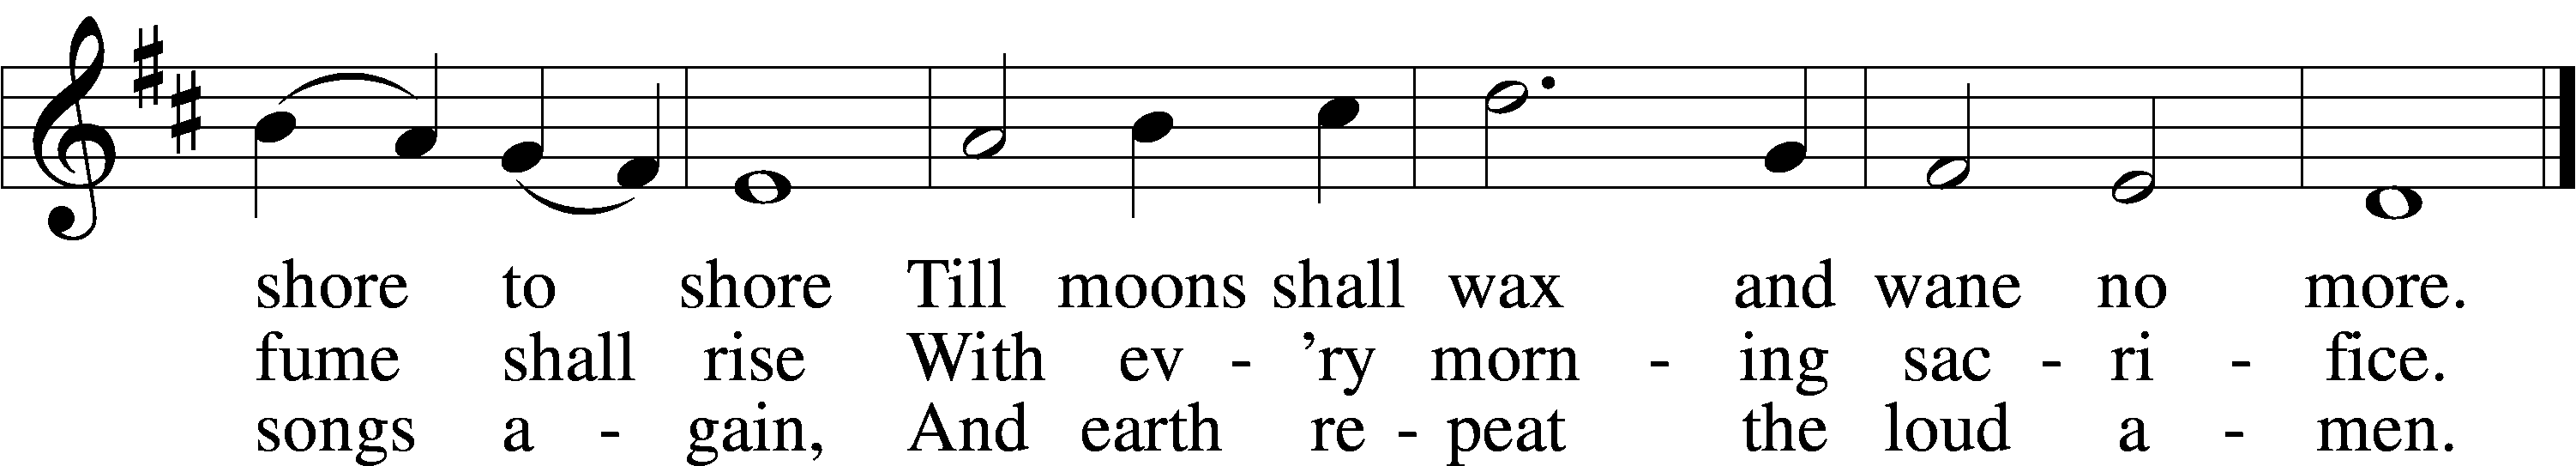 shore to shore Till moons shall wax and wane no more.
fume shall rise With ev - ’ry morn - ing sac - ri - fice.
songs a - gain, And earth re - peat the loud a - men.